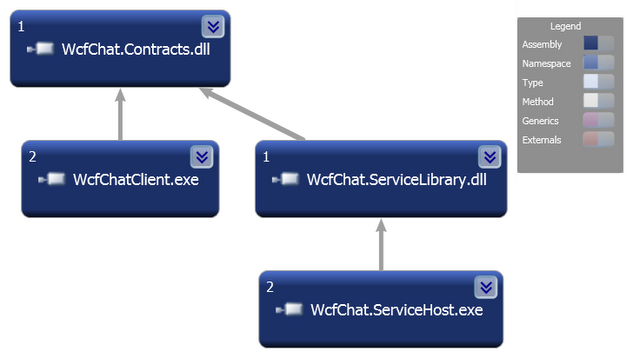 1
WcfChat.Contracts.dll
2
WcfChatClient.exe
1
WcfChat.ServiceLibrary.dll
2
WcfChat.ServiceHost.exe
Legend
Assembly
Namespace
Type
Method
Generics
Externals